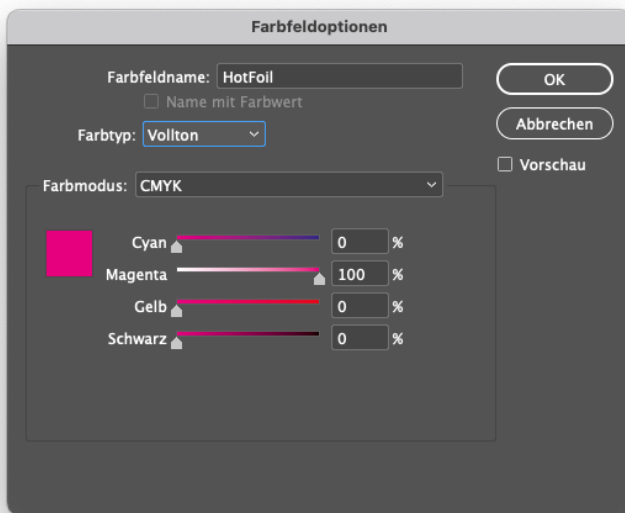 Farbfeldoptionen
Farbfeldname: HotFoil
OK
Name mit Farbwert
Farbtyp: Vollton
Abbrechen
Vorschau
Farbmodus: CMYK
Cyan 0 %
Magenta 100 %
Gelb 0 %
Schwarz 0 %